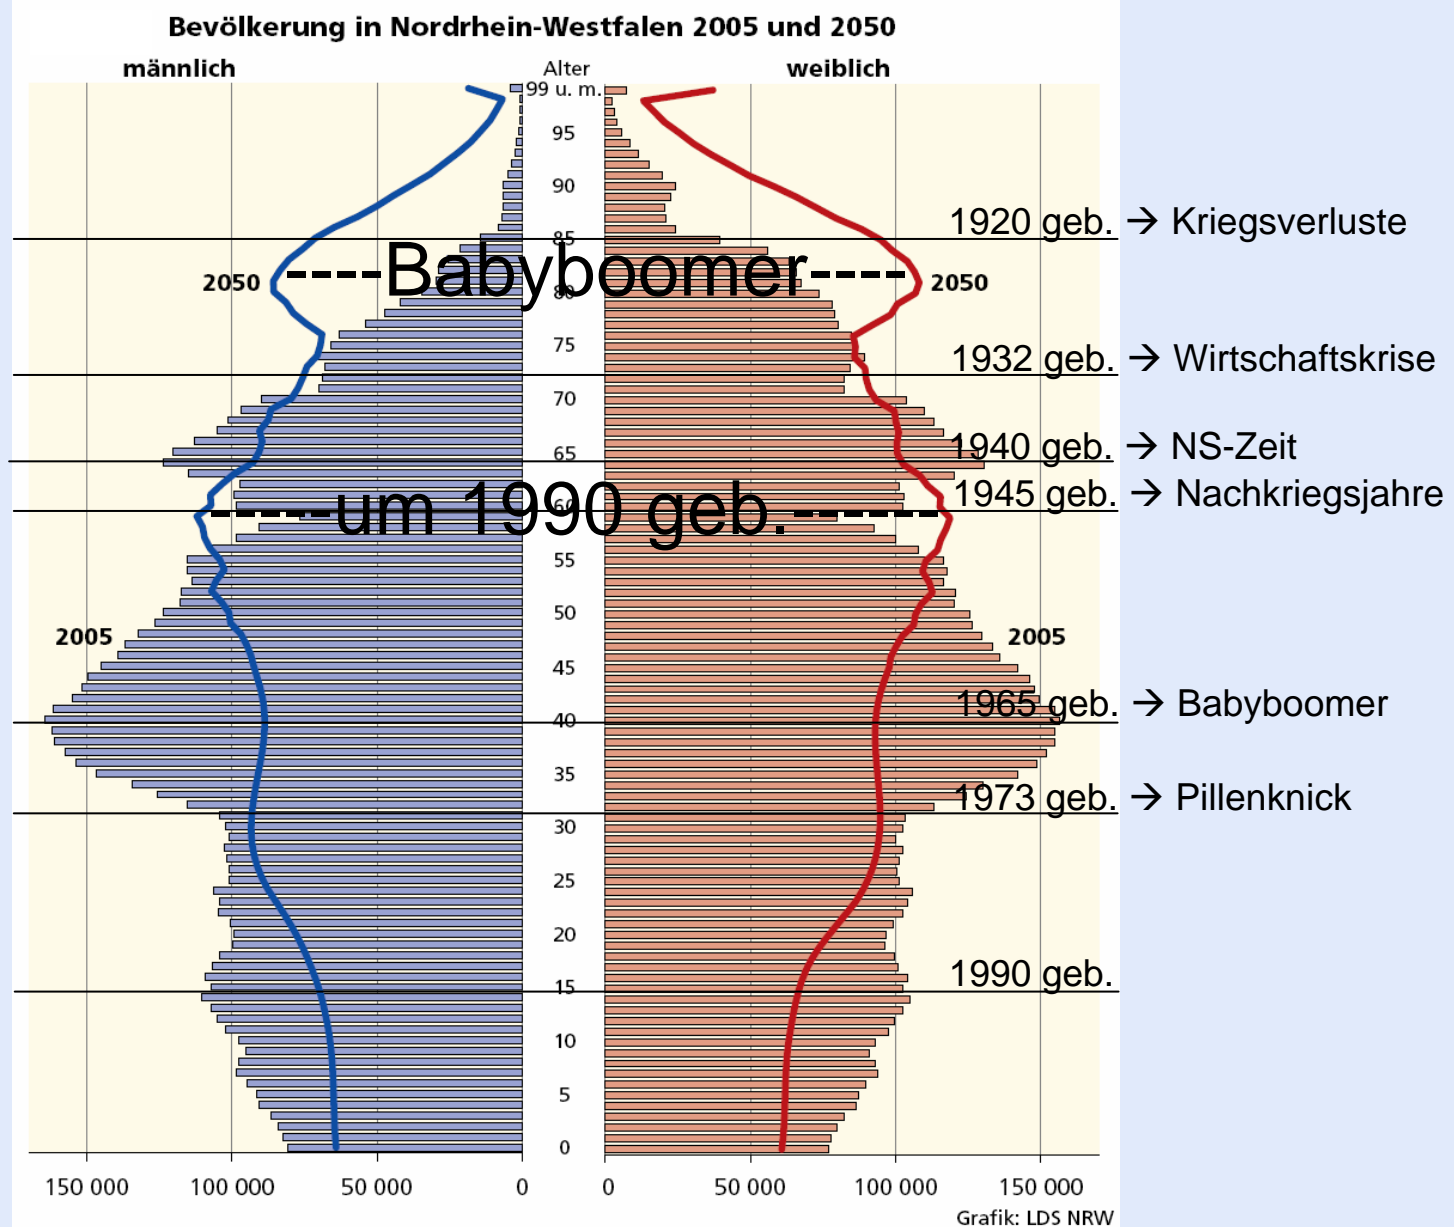 Bevölkerung in Nordrhein-Westfalen 2005 und 2050
männlich Alter weiblich
99 u. m.
95
90
1920 geb. → Kriegsverluste
85
Babyboomer
2050 80 2050
75
1932 geb. → Wirtschaftskrise
70
1940 geb. → NS-Zeit
65
1945 geb. → Nachkriegsjahre
60
um 1990 geb.
55
50
2005 2005
45
1965 geb. → Babyboomer
40
35
1973 geb. → Pillenknick
30
25
20
1990 geb.
15
10
5
0
150 000 100 000 50 000 0 0 50 000 100 000 150 000
Grafik: LDS NRW